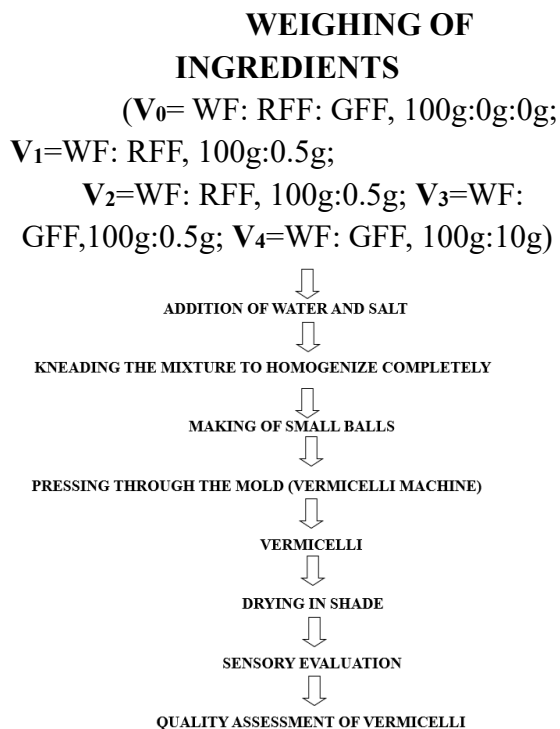 WEIGHING OF
INGREDIENTS
(V₀= WF: RFF: GFF, 100g:0g:0g;
V₁=WF: RFF, 100g:0.5g;
V₂=WF: RFF, 100g:0.5g; V₃=WF:
GFF,100g:0.5g; V₄=WF: GFF, 100g:10g)
ADDITION OF WATER AND SALT
KNEADING THE MIXTURE TO HOMOGENIZE COMPLETELY
MAKING OF SMALL BALLS
PRESSING THROUGH THE MOLD (VERMICELLI MACHINE)
VERMICELLI
DRYING IN SHADE
SENSORY EVALUATION
QUALITY ASSESSMENT OF VERMICELLI